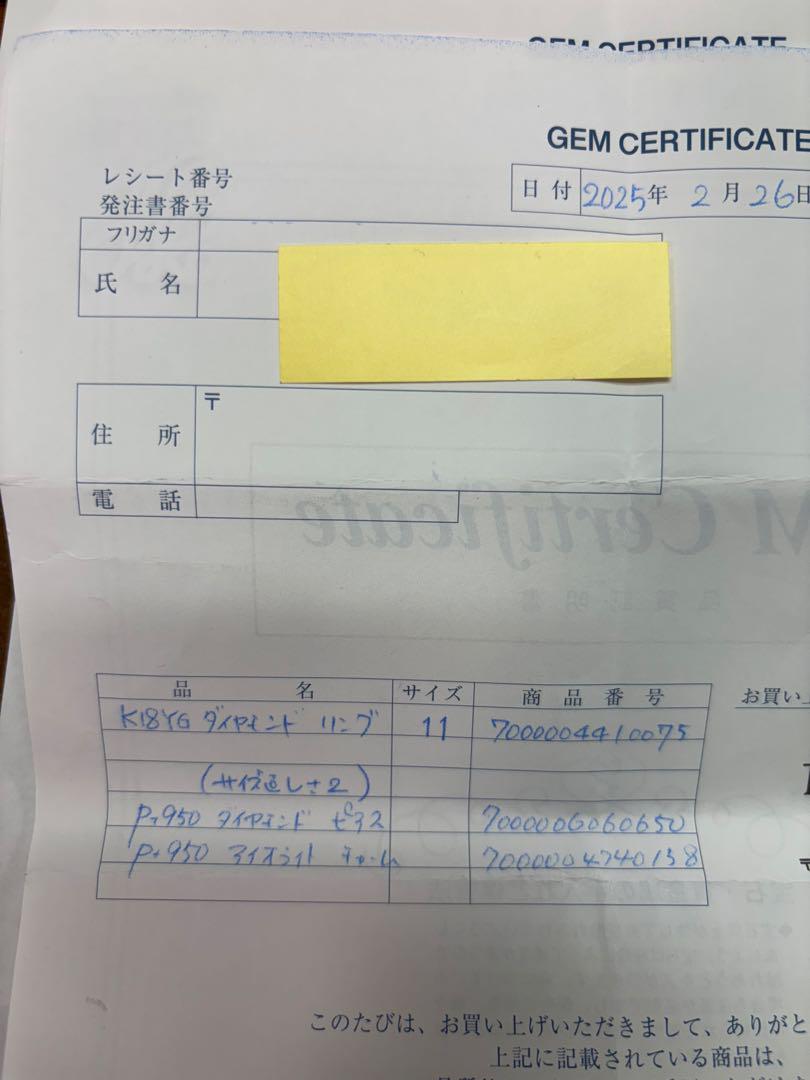 GEM CERTIFICATE
GEM CERTIFICATE
レシート番号
発注書番号
日付 2025年 2月 26日
フリガナ
氏名
住所 〒
電話
品名 サイズ 商品番号
お買い
K18YG ダイヤモンド リング 11 7000004410075
(サイズ直し さ2)
Pt950 ダイヤモンド ピアス 7000006060650
Pt950 アイオライト チャーム 7000004740138
このたびは、お買い上げいただきまして、ありがと
上記に記載されている商品は、